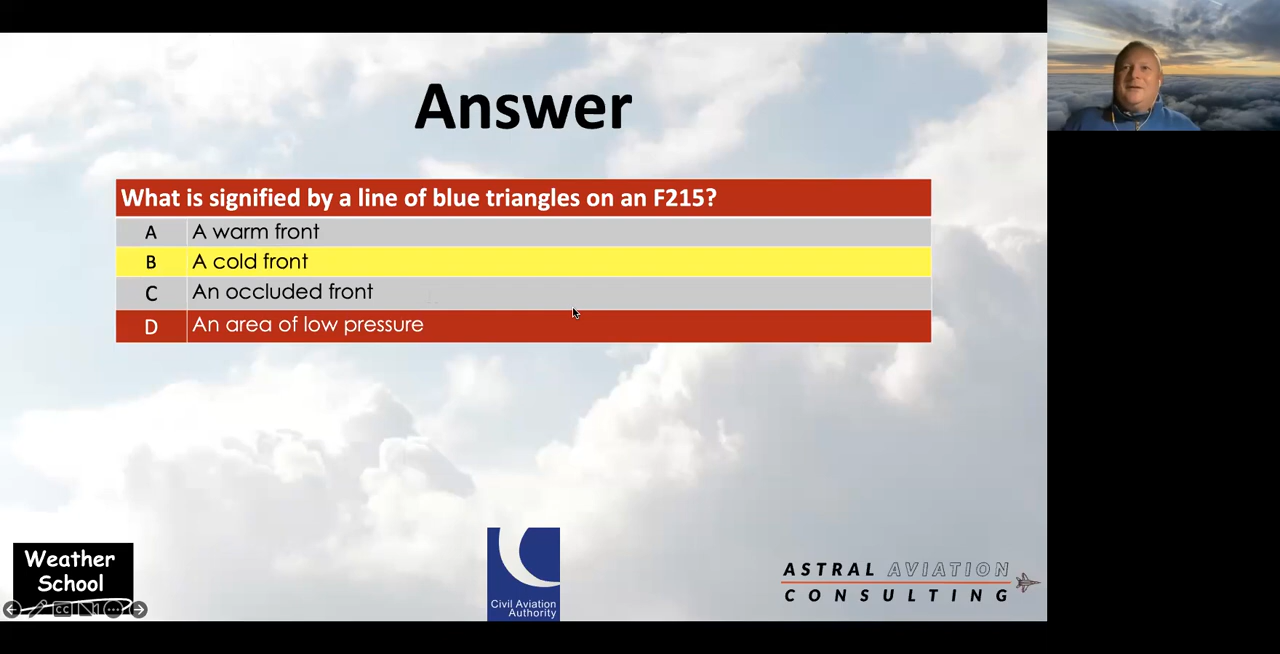 Answer
What is signified by a line of blue triangles on an F215?
A A warm front
B A cold front
C An occluded front
D An area of low pressure
Weather
School
Civil Aviation
Authority
ASTRAL AVIATION
CONSULTING